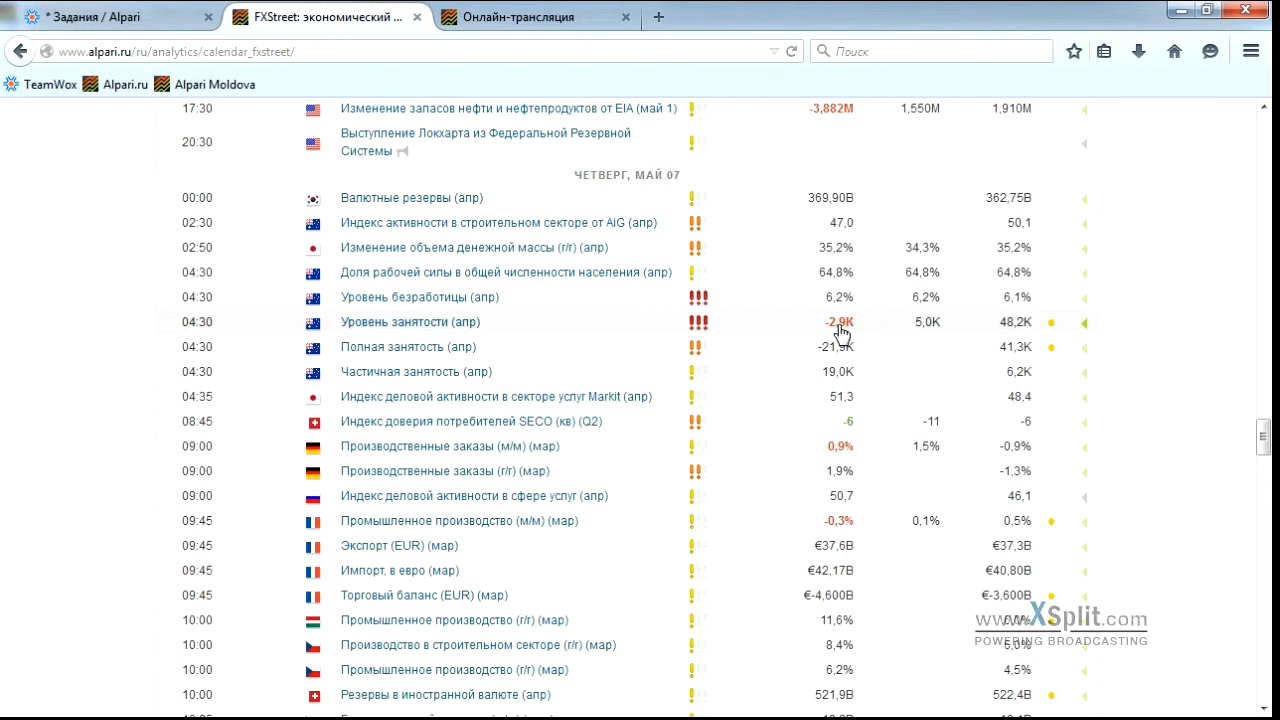 * Задания / Alpari
FXStreet: экономический ...
Онлайн-трансляция
www.alpari.ru/ru/analytics/calendar_fxstreet/
Поиск
TeamWox Alpari.ru Alpari Moldova
17:30 Изменение запасов нефти и нефтепродуктов от EIA (май 1) -3,882M 1,550M 1,910M
20:30 Выступление Локхарта из Федеральной Резервной
Системы
ЧЕТВЕРГ, МАЙ 07
00:00 Валютные резервы (апр) 369,90B 362,75B
02:30 Индекс активности в строительном секторе от AiG (апр) 47,0 50,1
02:50 Изменение объема денежной массы (г/г) (апр) 35,2% 34,3% 35,2%
04:30 Доля рабочей силы в общей численности населения (апр) 64,8% 64,8% 64,8%
04:30 Уровень безработицы (апр) 6,2% 6,2% 6,1%
04:30 Уровень занятости (апр) -2,9K 5,0K 48,2K
04:30 Полная занятость (апр) -21,9K 41,3K
04:30 Частичная занятость (апр) 19,0K 6,2K
04:35 Индекс деловой активности в секторе услуг Markit (апр) 51,3 48,4
08:45 Индекс доверия потребителей SECO (кв) (Q2) -6 -11 -6
09:00 Производственные заказы (м/м) (мар) 0,9% 1,5% -0,9%
09:00 Производственные заказы (г/г) (мар) 1,9% -1,3%
09:00 Индекс деловой активности в сфере услуг (апр) 50,7 46,1
09:45 Промышленное производство (м/м) (мар) -0,3% 0,1% 0,5%
09:45 Экспорт (EUR) (мар) €37,6B €37,3B
09:45 Импорт, в евро (мар) €42,17B €40,80B
09:45 Торговый баланс (EUR) (мар) €-4,600B €-3,600B
10:00 Промышленное производство (г/г) (мар) 11,6%
www.XSplit.com
POWERING BROADCASTING
10:00 Производство в строительном секторе (г/г) (мар) 8,4%
10:00 Промышленное производство (г/г) (мар) 6,2% 4,5%
10:00 Резервы в иностранной валюте (апр) 521,9B 522,4B